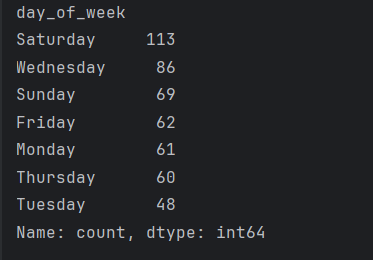 day_of_week
Saturday     113
Wednesday     86
Sunday        69
Friday        62
Monday        61
Thursday      60
Tuesday       48
Name: count, dtype: int64